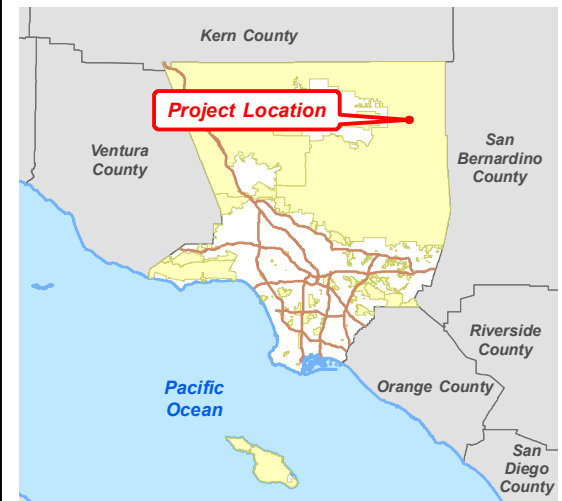 Kern County
Project Location
Ventura
County
San
Bernardino
County
Riverside
County
Orange County
Pacific
Ocean
San
Diego
County